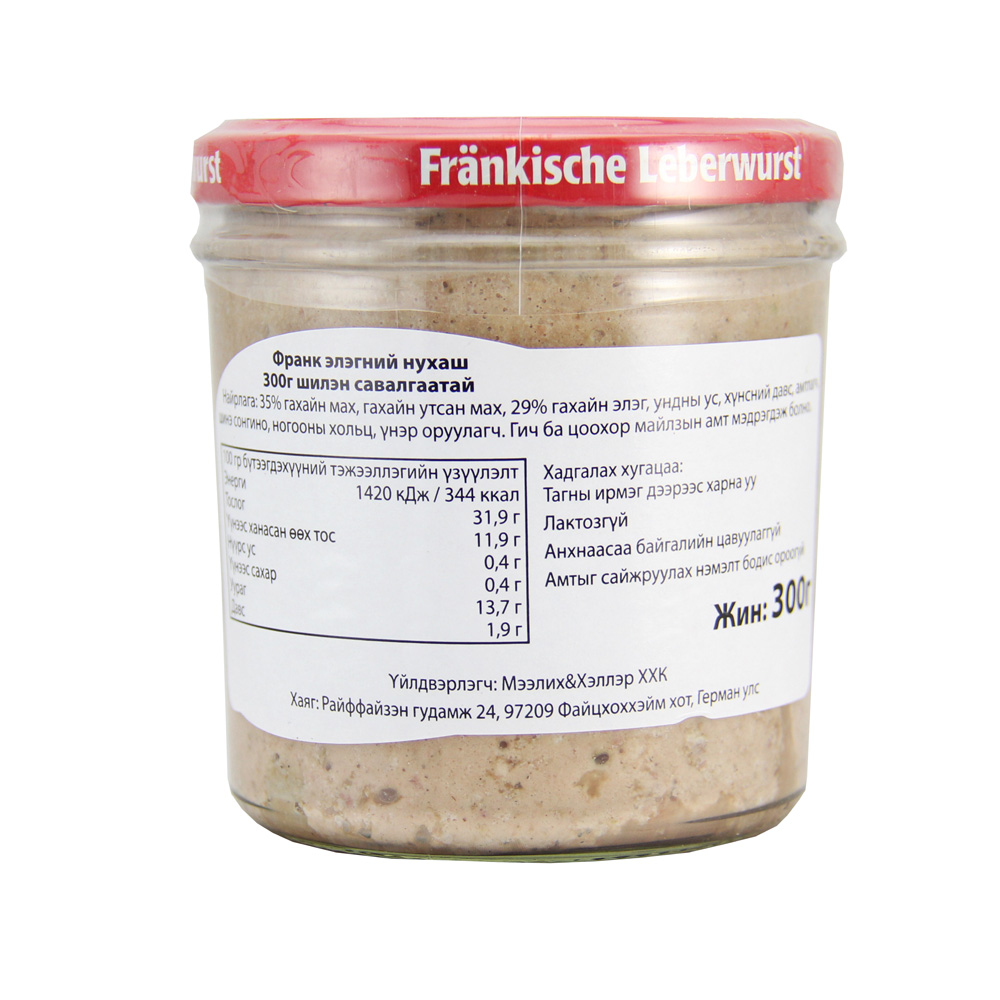 urst Fränkische Leberwurst
Франк элэгний нухаш
300г шилэн савалгаатай
Найрлага: 35% гахайн мах, гахайн утсан мах, 29% гахайн элэг, ундны ус, хүнсний давс,
шинэ сонгино, ногооны хольц, үнэр оруулагч. Гич ба цоохор майлзын амт мэдрэгдэж болно.
100 гр бүтээгдэхүүний тэжээллэгийн үзүүлэлт
Энерги 1420 кДж / 344 ккал
Тослог 31,9 г
Үүнээс ханасан өөх тос 11,9 г
Нүүрс ус 0,4 г
Үүнээс сахар 0,4 г
Уураг 13,7 г
Давс 1,9 г
Хадгалах хугацаа:
Тагны ирмэг дээрээс харна уу
Лактозгүй
Анхнаасаа байгалийн цавуулаггүй
Амтыг сайжруулах нэмэлт бодис ороогүй
Жин: 300г
Үйлдвэрлэгч: Мээлих&Хэллэр ХХК
Хаяг: Райффайзэн гудамж 24, 97209 Файцхоххэйм хот, Герман улс